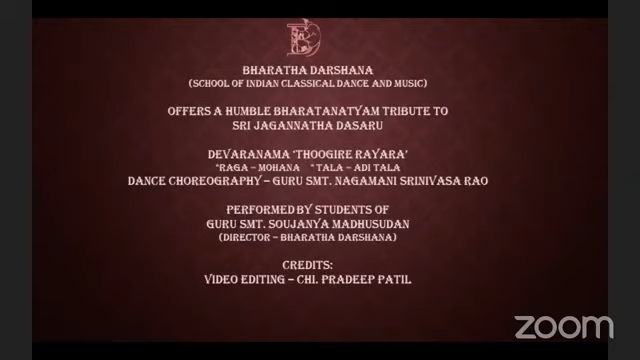 BHARATHA DARSHANA
(SCHOOL OF INDIAN CLASSICAL DANCE AND MUSIC)
OFFERS A HUMBLE BHARATANATYAM TRIBUTE TO
SRI JAGANNATHA DASARU
DEVARANAMA 'THOOGIRE RAYARA'
*RAGA – MOHANA *TALA – ADI TALA
DANCE CHOREOGRAPHY – GURU SMT. NAGAMANI SRINIVASA RAO
PERFORMED BY STUDENTS OF
GURU SMT. SOUJANYA MADHUSUDAN
(DIRECTOR – BHARATHA DARSHANA)
CREDITS:
VIDEO EDITING – CHI. PRADEEP PATIL
zoom